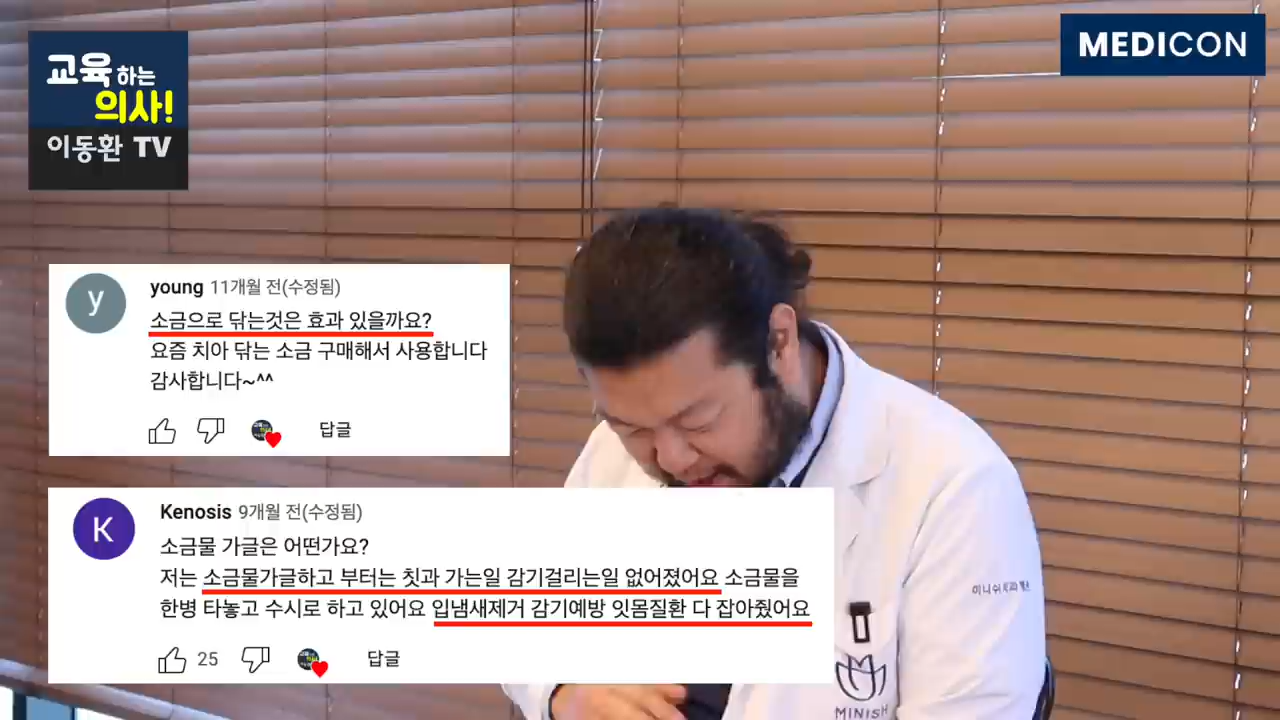 교육하는
의사!
이동환 TV
MEDICON
y
young 11개월 전(수정됨)
소금으로 닦는것은 효과 있을까요?
요즘 치아 닦는 소금 구매해서 사용합니다
감사합니다~^^
답글
K
Kenosis 9개월 전(수정됨)
소금물 가글은 어떤가요?
저는 소금물가글하고 부터는 칫과 가는일 감기걸리는일 없어졌어요 소금물을
한병 타놓고 수시로 하고 있어요 입냄새제거 감기예방 잇몸질환 다 잡아줬어요
25 답글
미니쉬치과병원
MINISH